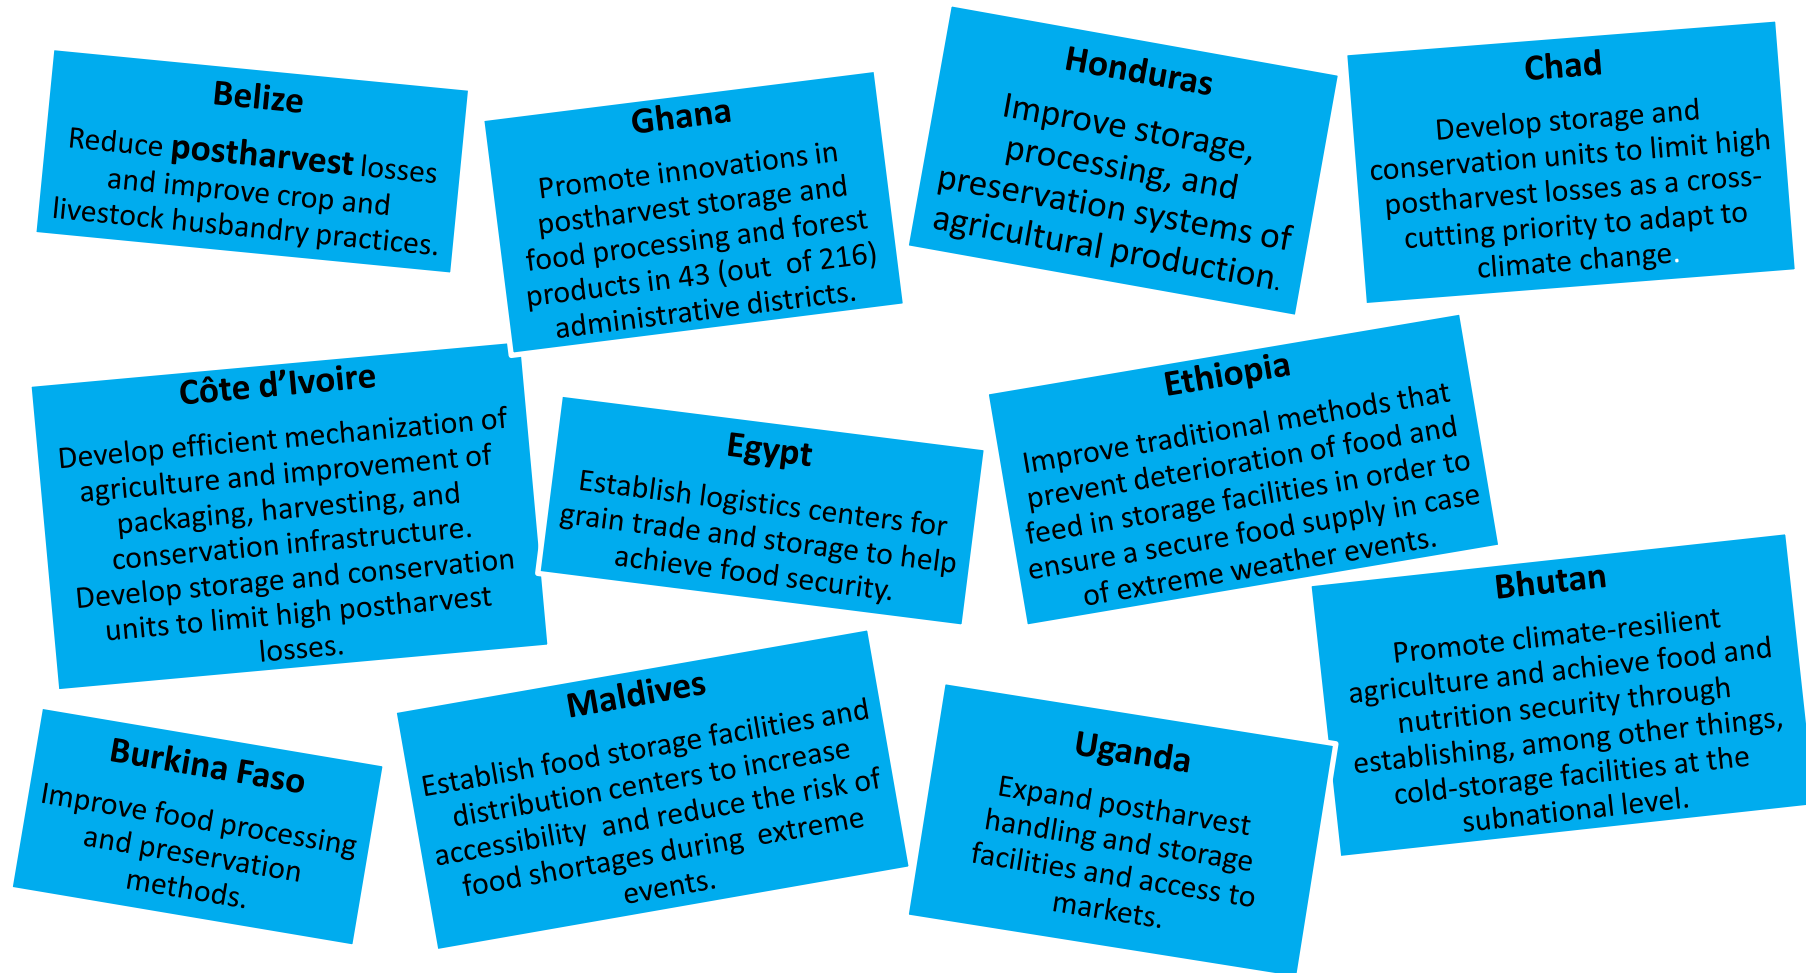 Belize
Reduce postharvest losses
and improve crop and
livestock husbandry practices.
Ghana
Promote innovations in
postharvest storage and
food processing and forest
products in 43 (out of 216)
administrative districts.
Honduras
Improve storage,
processing, and
preservation systems of
agricultural production.
Chad
Develop storage and
conservation units to limit high
postharvest losses as a cross-
cutting priority to adapt to
climate change.
Côte d’Ivoire
Develop efficient mechanization of
agriculture and improvement of
packaging, harvesting, and
conservation infrastructure.
Develop storage and conservation
units to limit high postharvest
losses.
Egypt
Establish logistics centers for
grain trade and storage to help
achieve food security.
Ethiopia
Improve traditional methods that
prevent deterioration of food and
feed in storage facilities in order to
ensure a secure food supply in case
of extreme weather events.
Bhutan
Promote climate-resilient
agriculture and achieve food and
nutrition security through
establishing, among other things,
cold-storage facilities at the
subnational level.
Burkina Faso
Improve food processing
and preservation
methods.
Maldives
Establish food storage facilities and
distribution centers to increase
accessibility and reduce the risk of
food shortages during extreme
events.
Uganda
Expand postharvest
handling and storage
facilities and access to
markets.